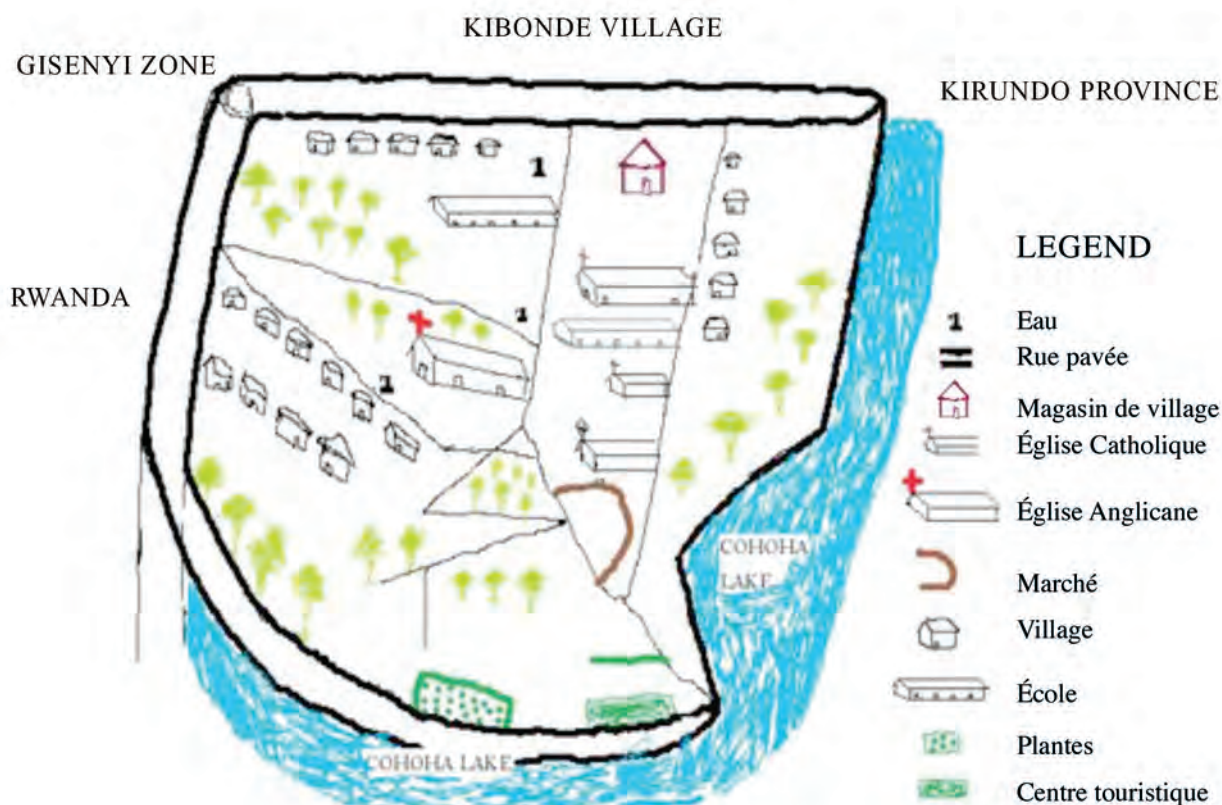 KIBONDE VILLAGE
GISENYI ZONE
KIRUNDO PROVINCE
RWANDA
1
1
1
COHOHA
LAKE
COHOHA LAKE
LEGEND
1 Eau
Rue pavée
Magasin de village
Église Catholique
Église Anglicane
Marché
Village
École
Plantes
Centre touristique